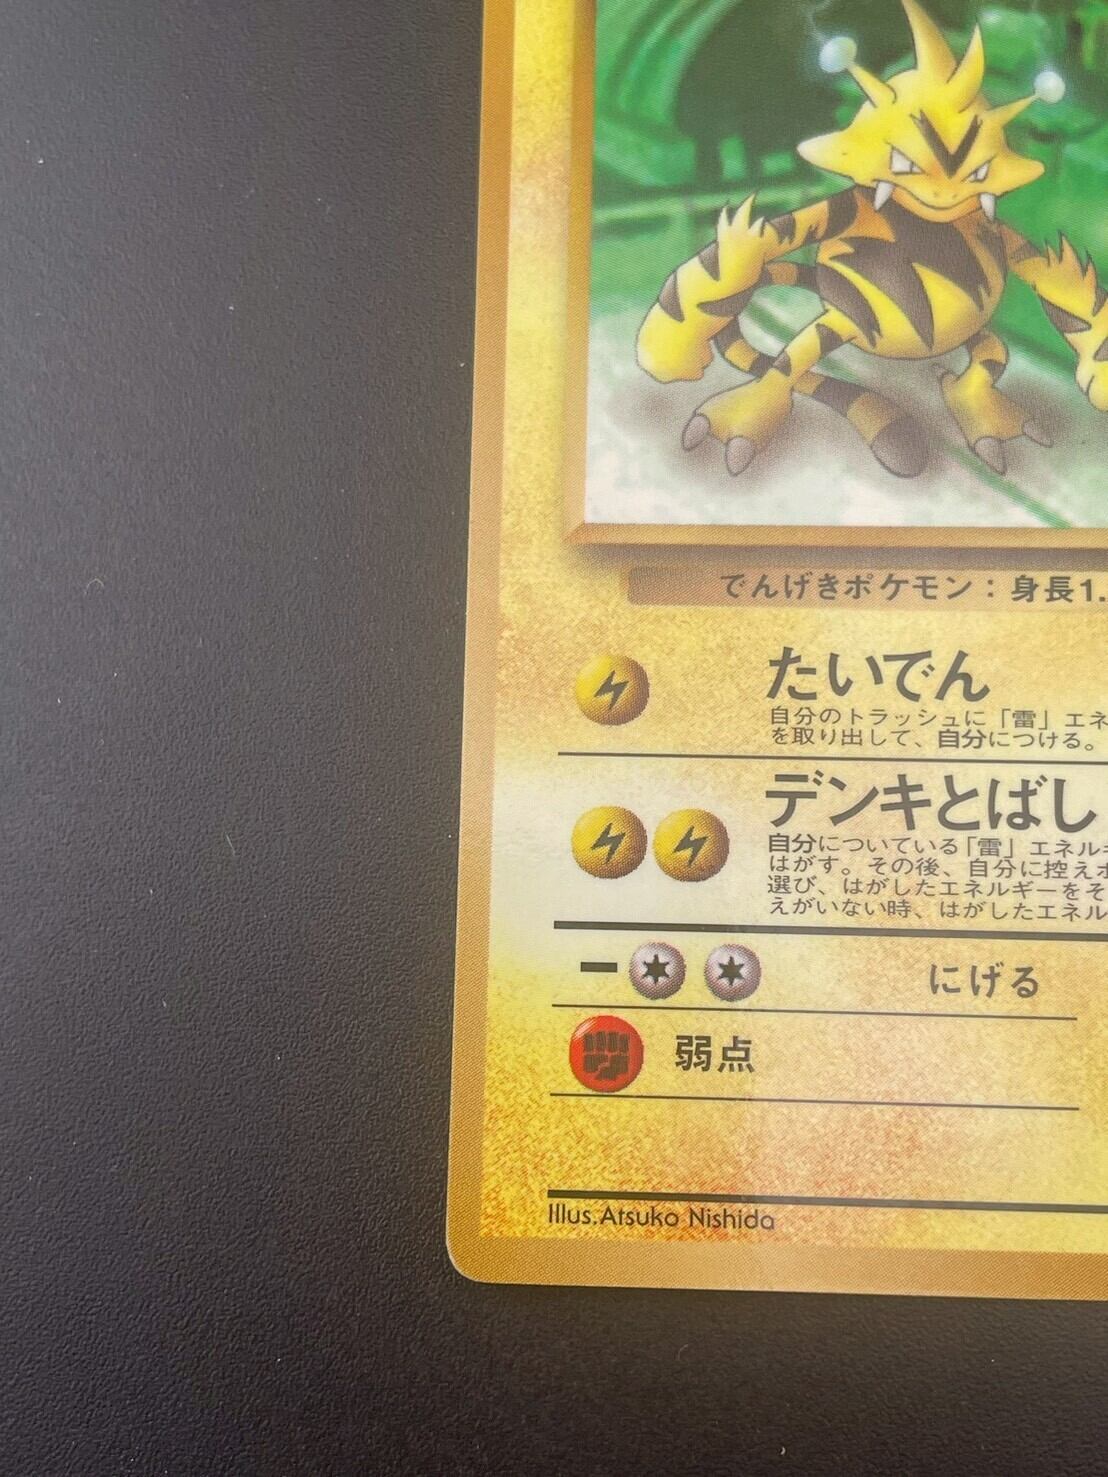 でんげきポケモン：身長1.
たいでん
自分のトラッシュに「雷」エネ
を取り出して、自分につける。
デンキとばし
自分についている「雷」エネル
はがす。その後、自分に控え
選び、はがしたエネルギーをそ
えがいない時、はがしたエネル
にげる
弱点
Illus.Atsuko Nishida